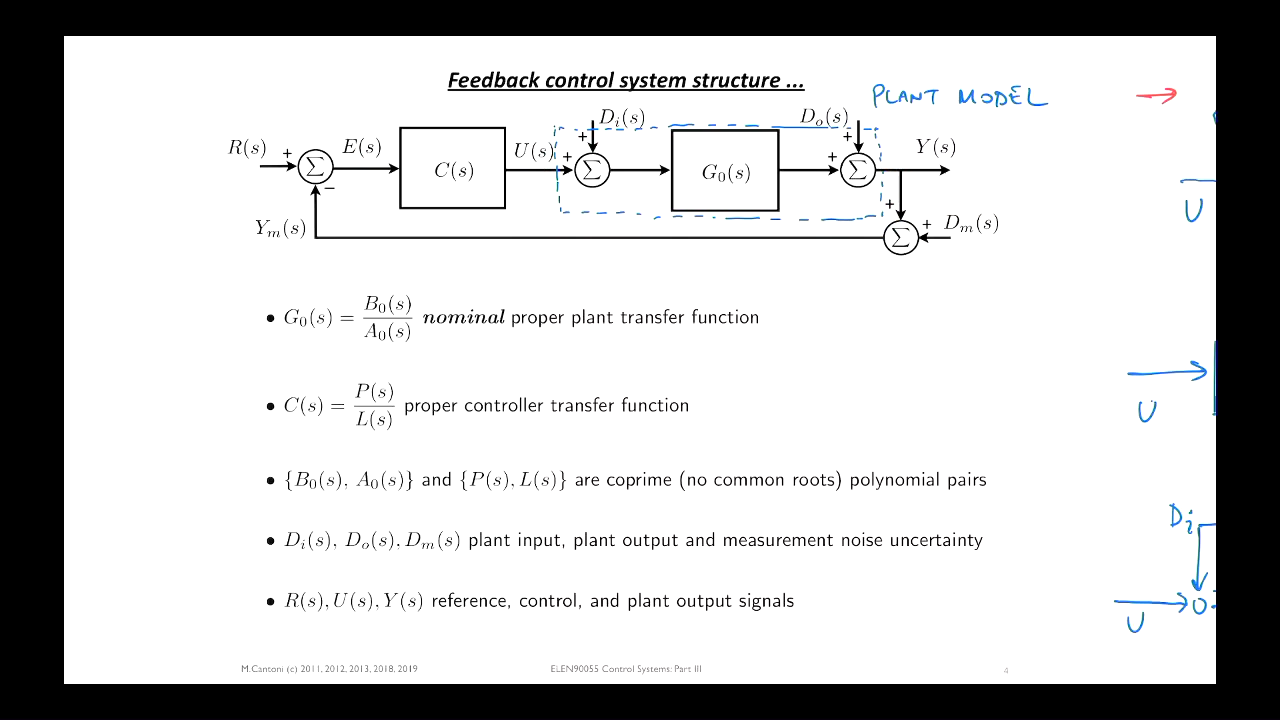 Feedback control system structure ...
PLANT MODEL
D_i(s)
D_o(s)
R(s) + E(s) C(s) U(s) + + Σ G_0(s) + + Σ Y(s)
Σ
−
U
Y_m(s) + Σ + D_m(s)
• G_0(s) = B_0(s)/A_0(s) nominal proper plant transfer function
U
• C(s) = P(s)/L(s) proper controller transfer function
• {B_0(s), A_0(s)} and {P(s), L(s)} are coprime (no common roots) polynomial pairs
D_i
• D_i(s), D_o(s), D_m(s) plant input, plant output and measurement noise uncertainty
• R(s), U(s), Y(s) reference, control, and plant output signals
U
M.Cantoni (c) 2011, 2012, 2013, 2018, 2019 ELEN90055 Control Systems: Part III 4